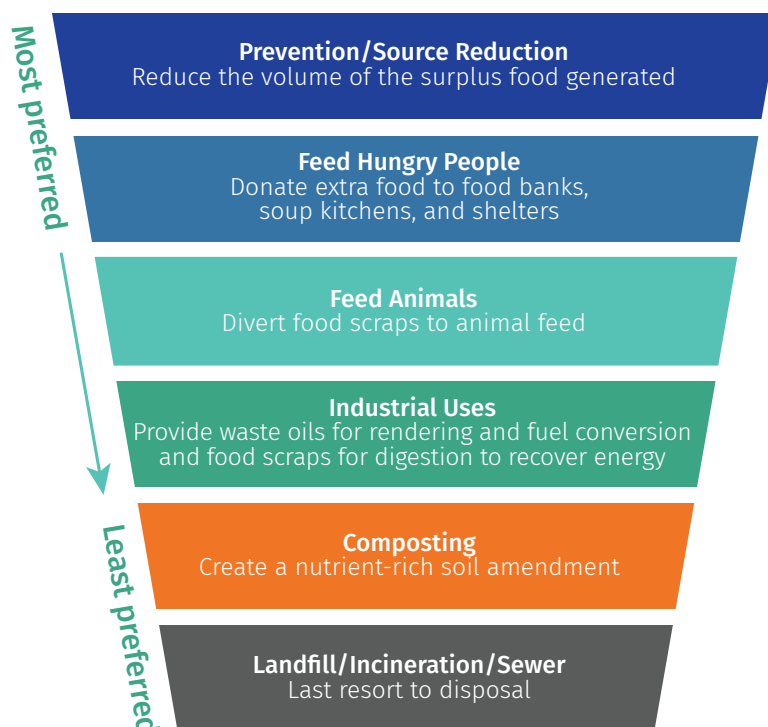 Most preferred
Prevention/Source Reduction
Reduce the volume of the surplus food generated
Feed Hungry People
Donate extra food to food banks,
soup kitchens, and shelters
Feed Animals
Divert food scraps to animal feed
Industrial Uses
Provide waste oils for rendering and fuel conversion
and food scraps for digestion to recover energy
Composting
Create a nutrient-rich soil amendment
Least preferred
Landfill/Incineration/Sewer
Last resort to disposal